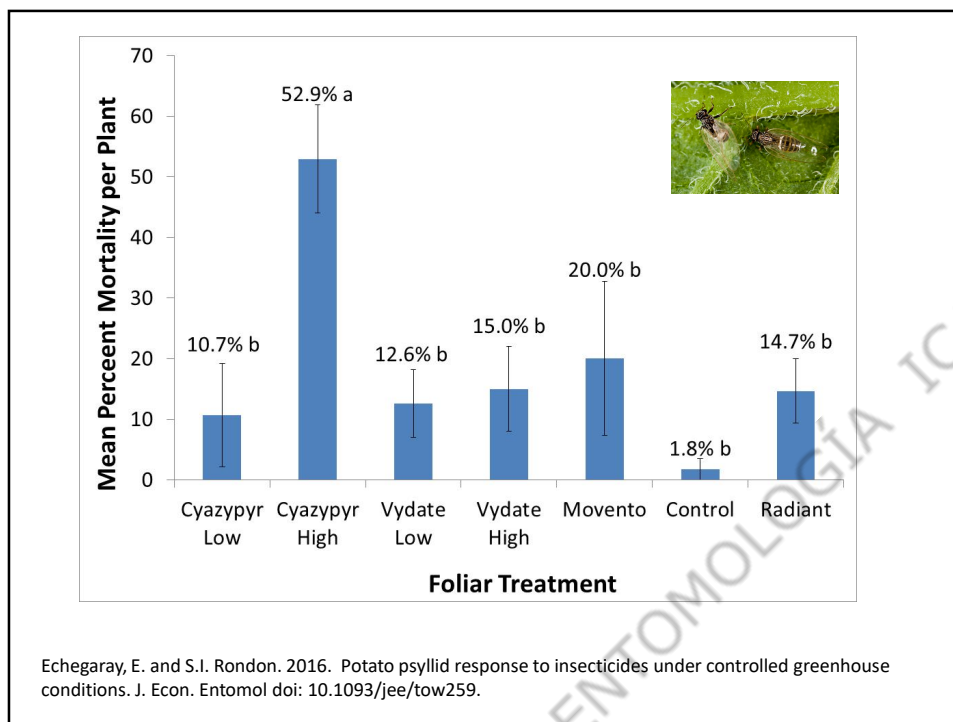 70
60
50
40
30
20
10
0
Mean Percent Mortality per Plant
10.7% b
52.9% a
12.6% b
15.0% b
20.0% b
1.8% b
14.7% b
Cyazypyr Low
Cyazypyr High
Vydate Low
Vydate High
Movento
Control
Radiant
Foliar Treatment
Echegaray, E. and S.I. Rondon. 2016. Potato psyllid response to insecticides under controlled greenhouse
conditions. J. Econ. Entomol doi: 10.1093/jee/tow259.
ENTOMOLOGÍA IC